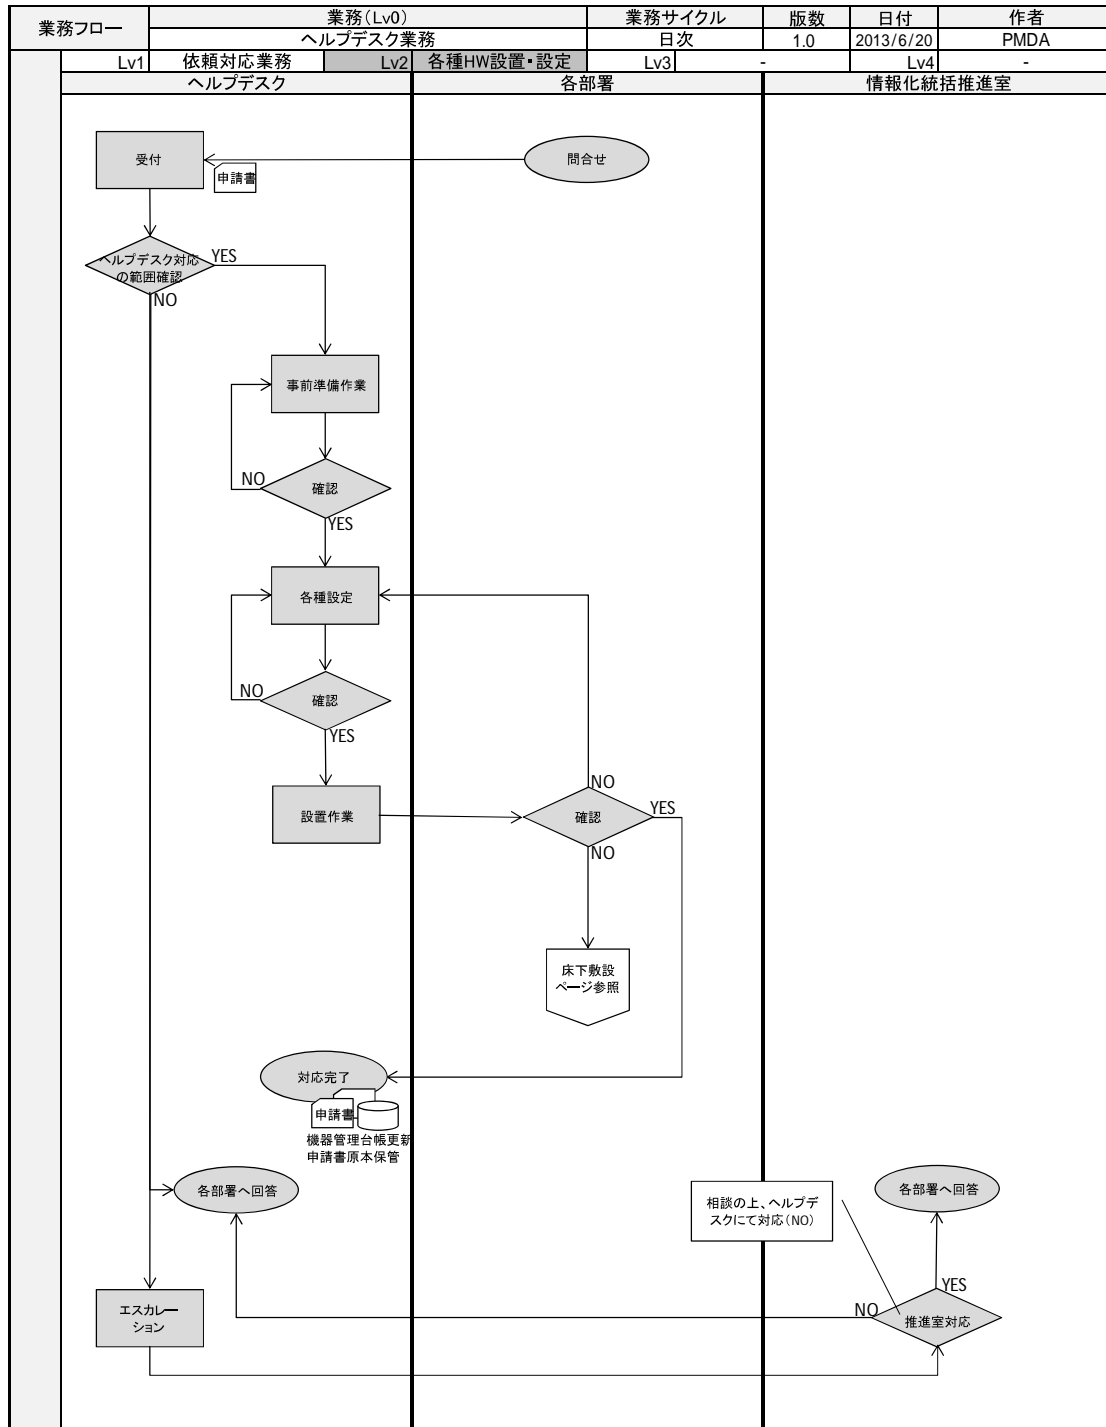 業務フロー
業務(Lv0)
業務サイクル
版数
日付
作者
ヘルプデスク業務
日次
1.0
2013/6/20
PMDA
Lv1
依頼対応業務
Lv2
各種HW設置・設定
Lv3
-
Lv4
-
ヘルプデスク
各部署
情報化統括推進室
受付
申請書
問合せ
ヘルプデスク対応
の範囲確認
YES
NO
事前準備作業
確認
NO
YES
各種設定
確認
NO
YES
設置作業
NO
確認
YES
NO
床下敷設
ページ参照
対応完了
申請書
機器管理台帳更新
申請書原本保管
各部署へ回答
相談の上、ヘルプデ
スクにて対応(NO)
各部署へ回答
エスカレー
ション
YES
NO
推進室対応